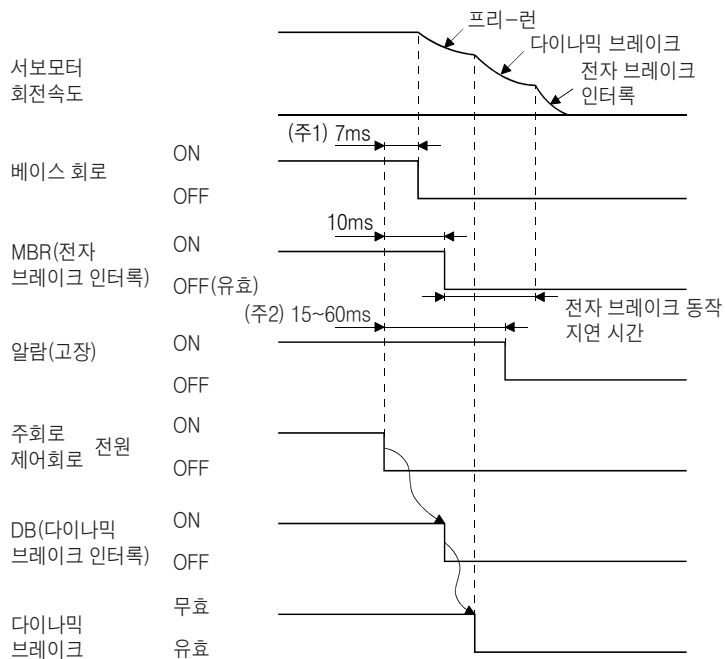 프리-런
다이나믹 브레이크
전자 브레이크
인터록
서보모터
회전속도
(주1) 7ms
베이스 회로
ON
OFF
10ms
MBR(전자
브레이크 인터록)
ON
OFF(유효)
전자 브레이크 동작
지연 시간
(주2) 15~60ms
알람(고장)
ON
OFF
주회로
제어회로
전원
ON
OFF
DB(다이나믹
브레이크 인터록)
ON
OFF
다이나믹
브레이크
무효
유효